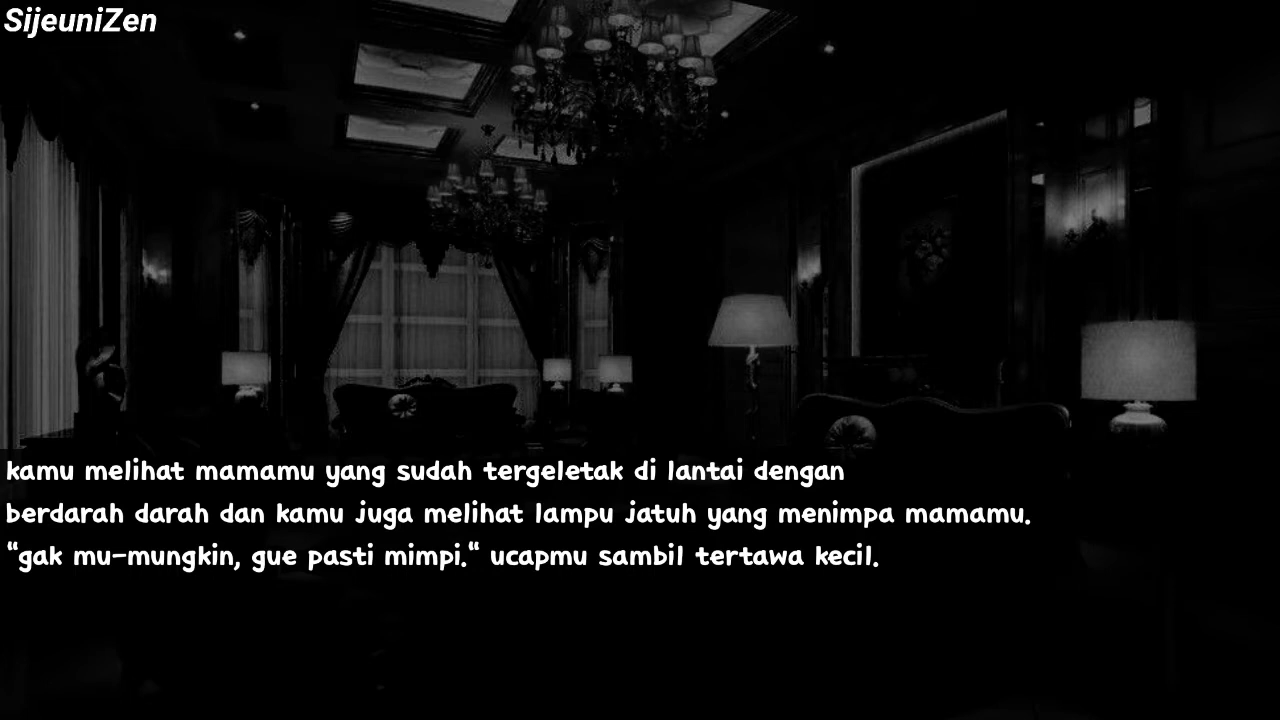 SijeuniZen
kamu melihat mamamu yang sudah tergeletak di lantai dengan
berdarah darah dan kamu juga melihat lampu jatuh yang menimpa mamamu.
"gak mu-mungkin, gue pasti mimpi." ucapmu sambil tertawa kecil.